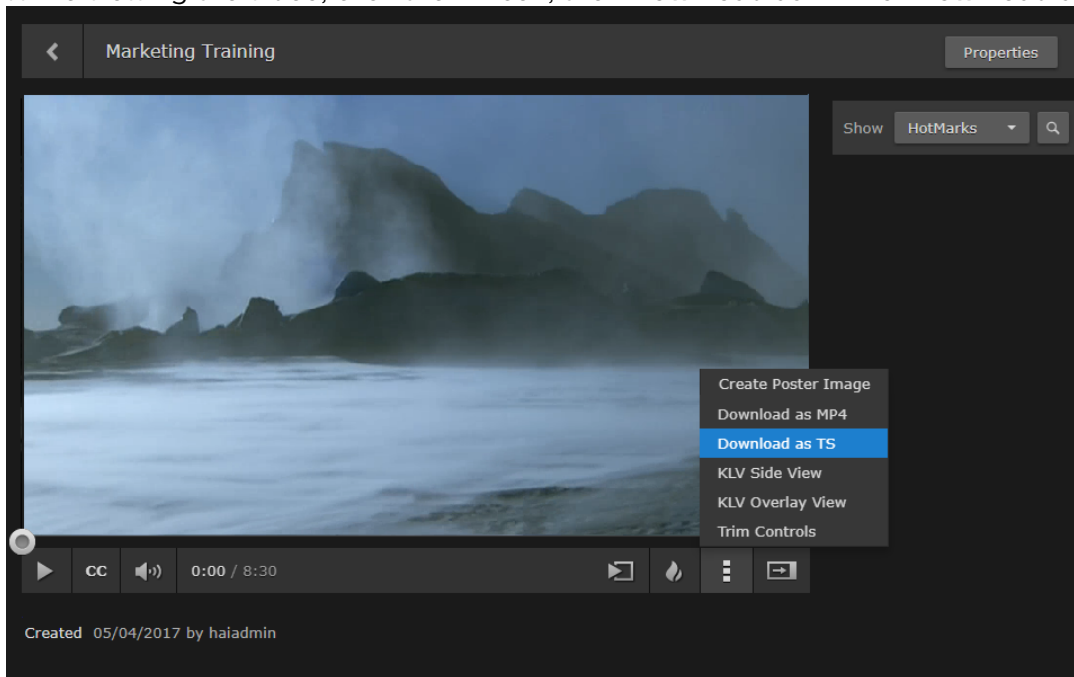 Marketing Training
Properties
Show HotMarks
Create Poster Image
Download as MP4
Download as TS
KLV Side View
KLV Overlay View
Trim Controls
CC 0:00 / 8:30
Created 05/04/2017 by haiadmin